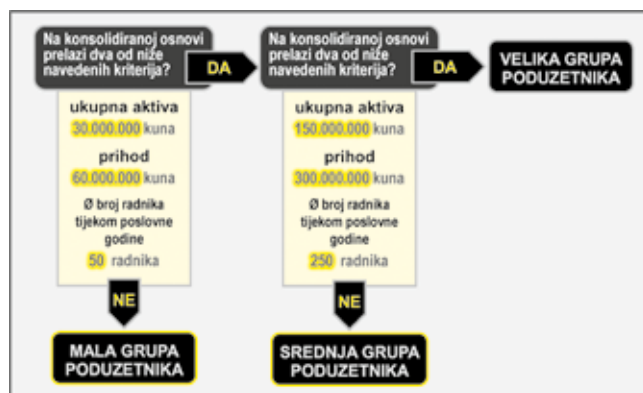 Na konsolidiranoj osnovi
prelazi dva od niže
navedenih kriterija?
DA
Na konsolidiranoj osnovi
prelazi dva od niže
navedenih kriterija?
DA
VELIKA GRUPA
PODUZETNIKA
ukupna aktiva
30.000.000 kuna
prihod
60.000.000 kuna
Ø broj radnika
tijekom poslovne
godine
50 radnika
NE
MALA GRUPA
PODUZETNIKA
ukupna aktiva
150.000.000 kuna
prihod
300.000.000 kuna
Ø broj radnika
tijekom poslovne
godine
250 radnika
NE
SREDNJA GRUPA
PODUZETNIKA